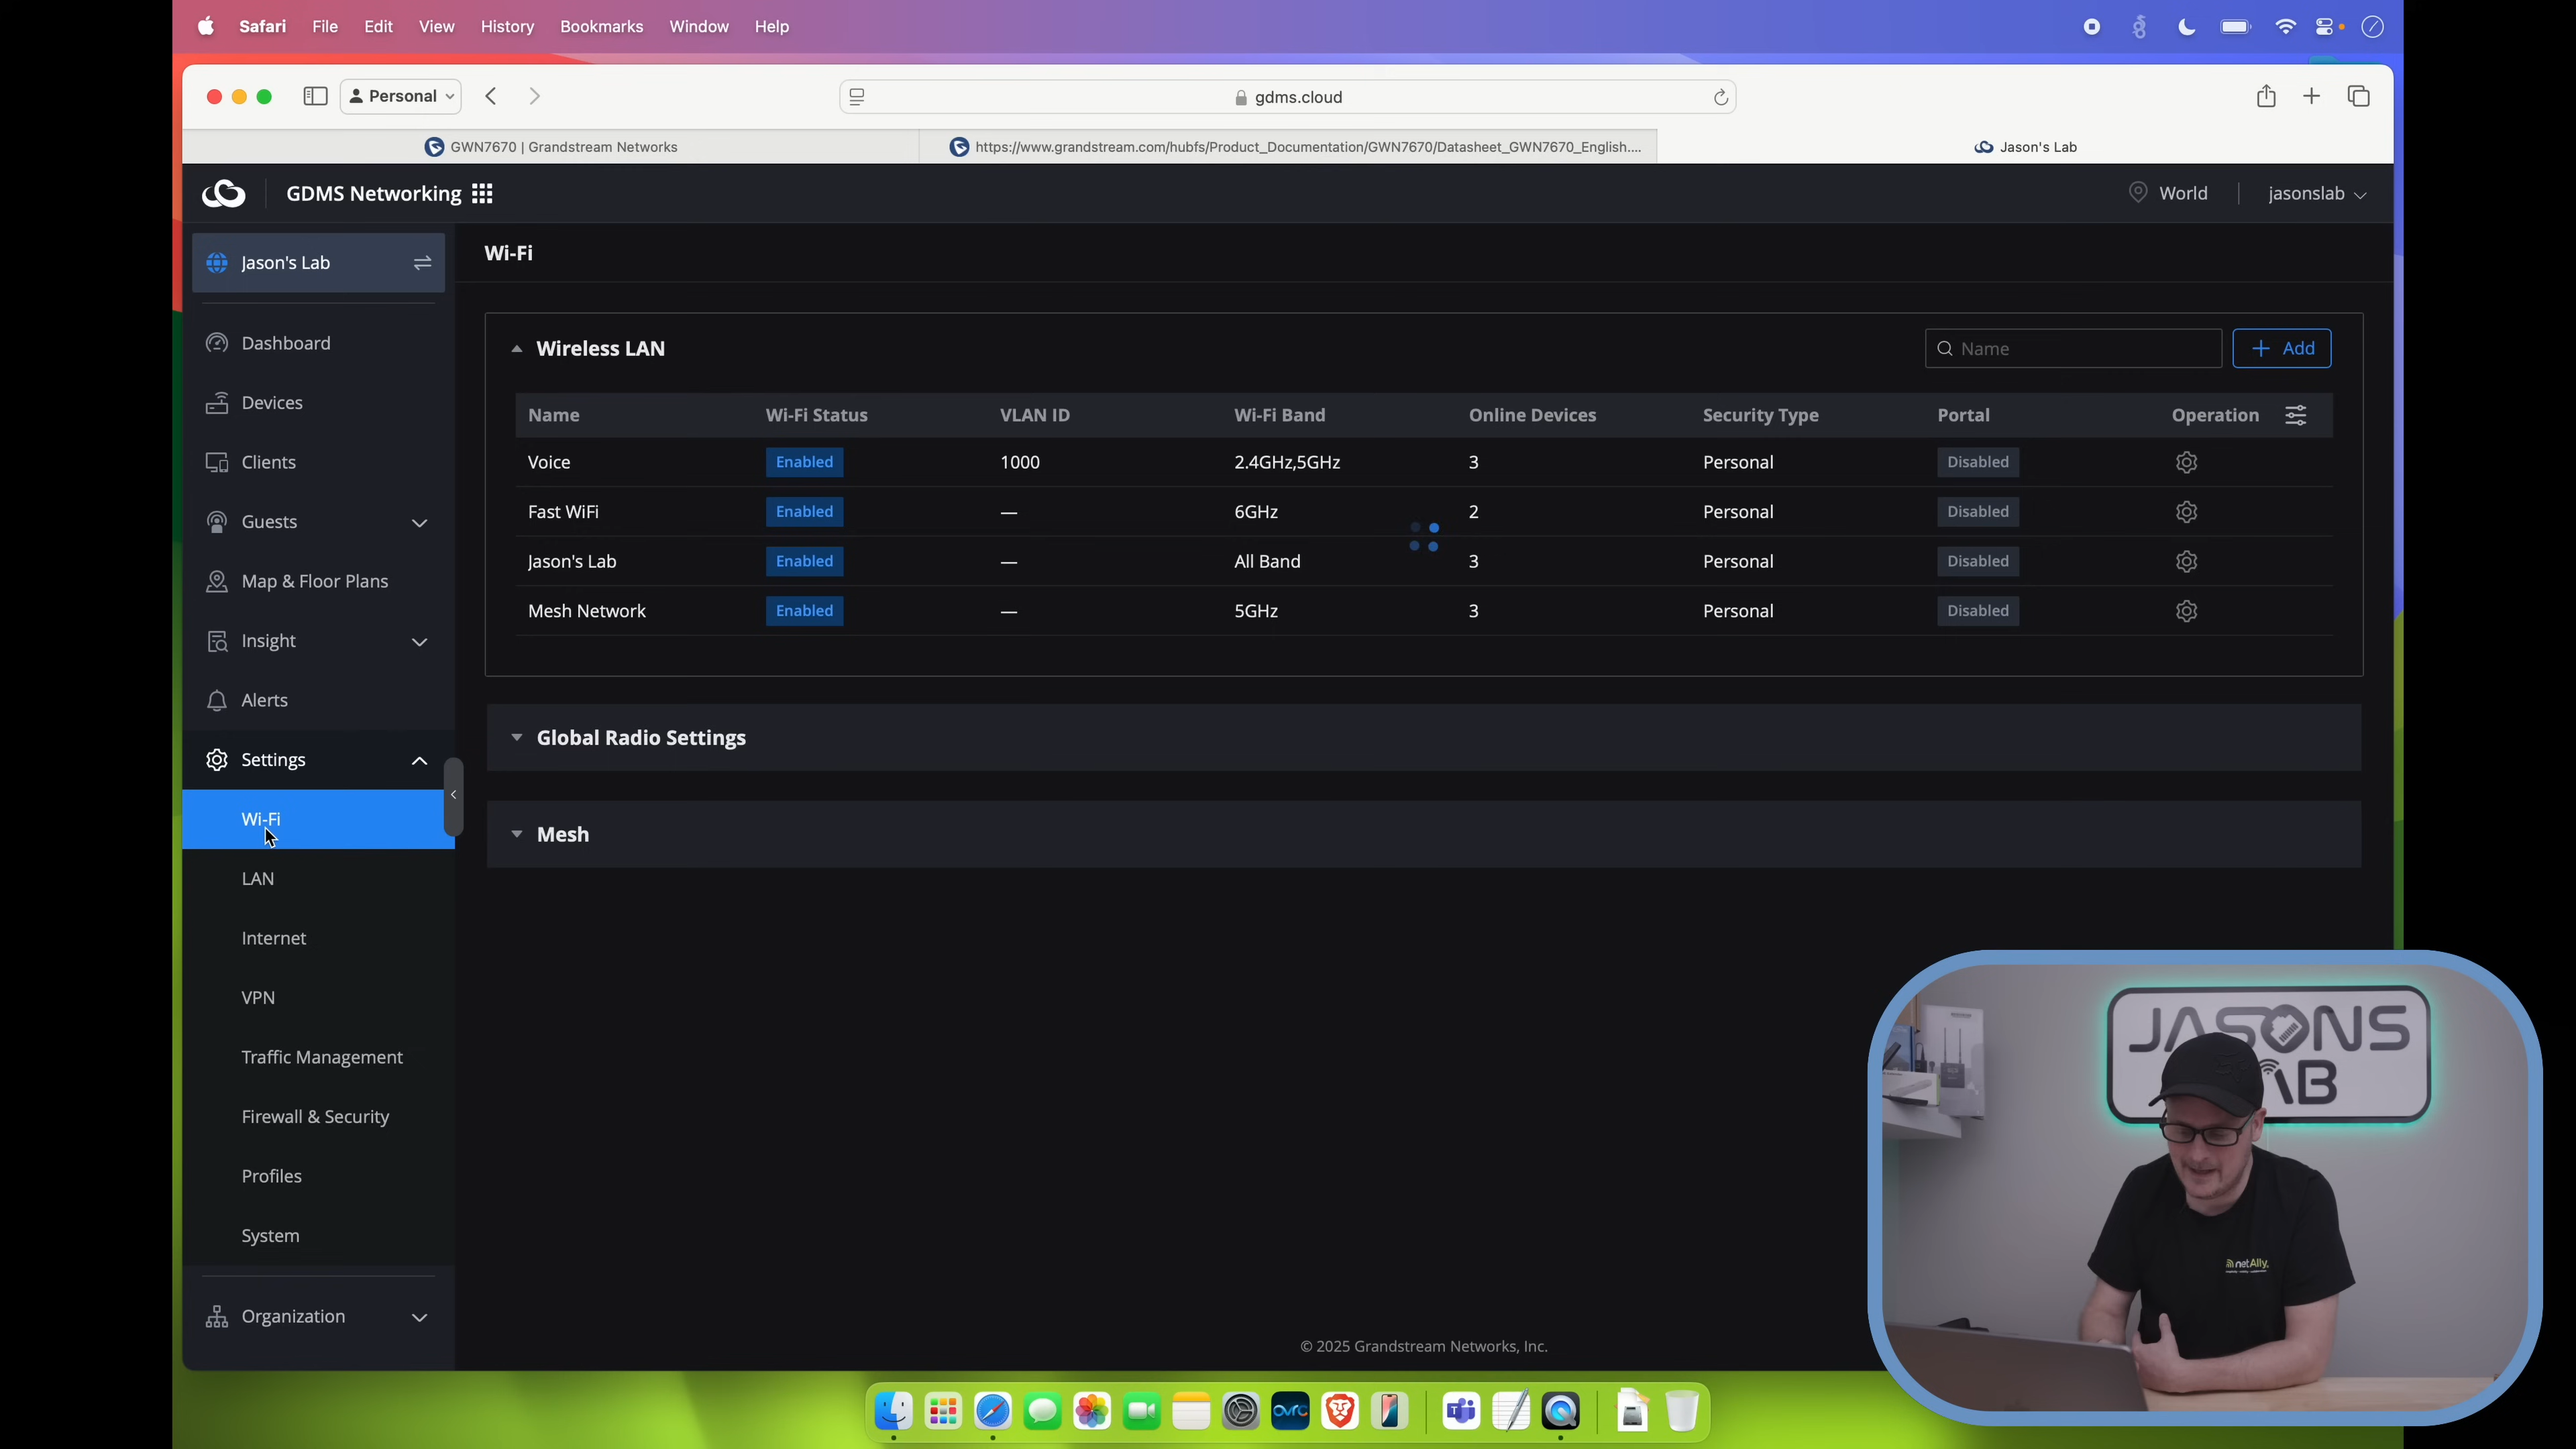 Safari File Edit View History Bookmarks Window Help
Personal
gdms.cloud
GWN7670 | Grandstream Networks
https://www.grandstream.com/hubfs/Product_Documentation/GWN7670/Datasheet_GWN7670_English....
Jason's Lab
GDMS Networking
World
jasonslab
Jason's Lab
Dashboard
Devices
Clients
Guests
Map & Floor Plans
Insight
Alerts
Settings
Wi-Fi
LAN
Internet
VPN
Traffic Management
Firewall & Security
Profiles
System
Organization
Wi-Fi
Wireless LAN
Name
Add
Name Wi-Fi Status VLAN ID Wi-Fi Band Online Devices Security Type Portal Operation
Voice Enabled 1000 2.4GHz,5GHz 3 Personal Disabled
Fast WiFi Enabled — 6GHz 2 Personal Disabled
Jason's Lab Enabled — All Band 3 Personal Disabled
Mesh Network Enabled — 5GHz 3 Personal Disabled
Global Radio Settings
Mesh
© 2025 Grandstream Networks, Inc.
JASONS
AB
netAlly
ovrc
T